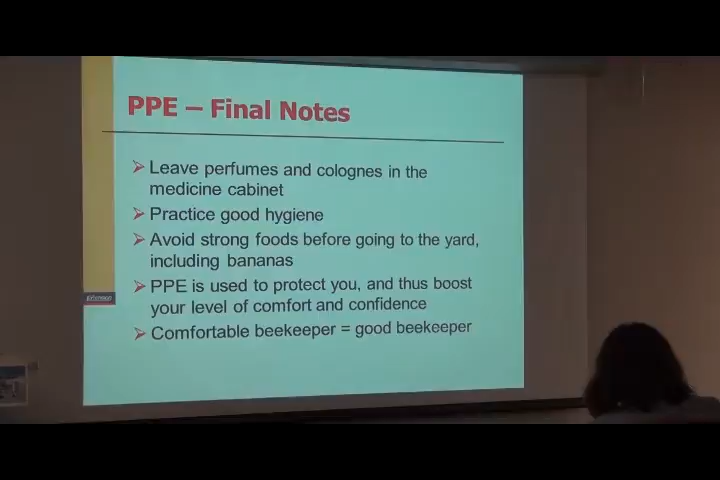 PPE – Final Notes
➢ Leave perfumes and colognes in the
medicine cabinet
➢ Practice good hygiene
➢ Avoid strong foods before going to the yard,
including bananas
➢ PPE is used to protect you, and thus boost
your level of comfort and confidence
➢ Comfortable beekeeper = good beekeeper